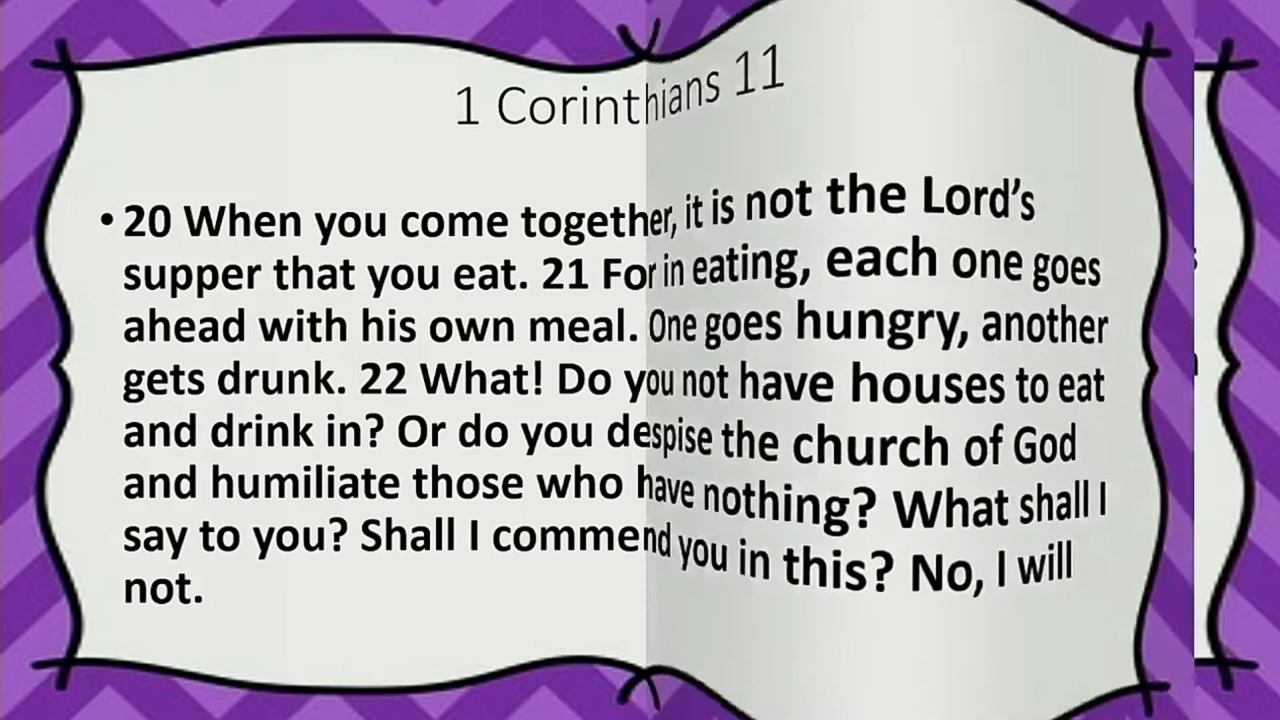 1 Corinthians 11
• 20 When you come together, it is not the Lord’s
supper that you eat. 21 For in eating, each one goes
ahead with his own meal. One goes hungry, another
gets drunk. 22 What! Do you not have houses to eat
and drink in? Or do you despise the church of God
and humiliate those who have nothing? What shall I
say to you? Shall I commend you in this? No, I will
not.